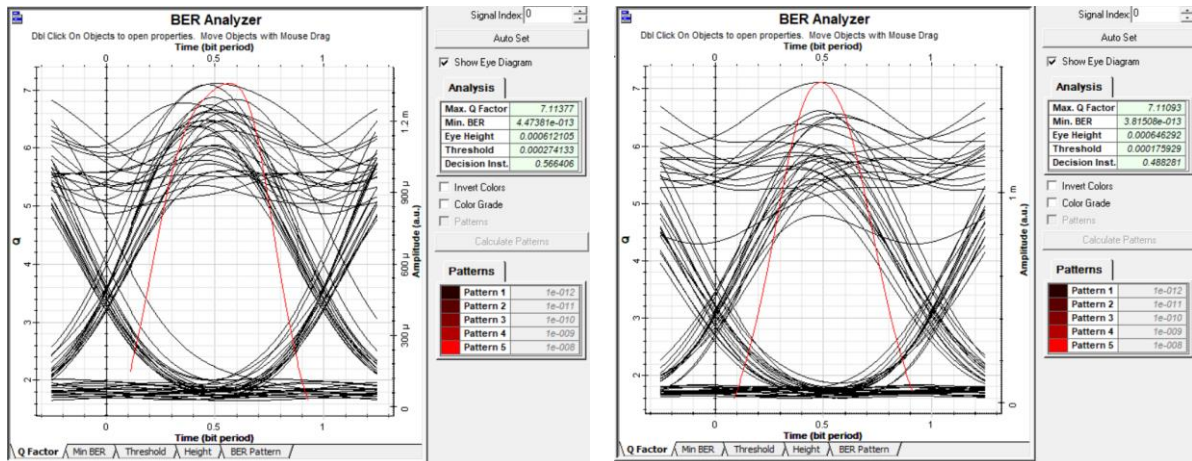 BER Analyzer
Dbl Click On Objects to open properties. Move Objects with Mouse Drag
Time (bit period)
0 0.5 1
7
6
5
4
3
2
Q
1.2 m
900 µ
600 µ
300 µ
0
Amplitude (a.u.)
0 0.5 1
Time (bit period)
Q Factor Min BER Threshold Height BER Pattern
Signal Index: 0
Auto Set
Show Eye Diagram
Analysis
Max. Q Factor 7.11377
Min. BER 4.47381e-013
Eye Height 0.000612105
Threshold 0.000274133
Decision Inst. 0.566406
Invert Colors
Color Grade
Patterns
Calculate Patterns
Patterns
Pattern 1 1e-012
Pattern 2 1e-011
Pattern 3 1e-010
Pattern 4 1e-009
Pattern 5 1e-008
BER Analyzer
Dbl Click On Objects to open properties. Move Objects with Mouse Drag
Time (bit period)
0 0.5 1
7
6
5
4
3
2
Q
1 m
0
Amplitude (a.u.)
0 0.5 1
Time (bit period)
Q Factor Min BER Threshold Height BER Pattern
Signal Index: 0
Auto Set
Show Eye Diagram
Analysis
Max. Q Factor 7.11093
Min. BER 3.81508e-013
Eye Height 0.000646292
Threshold 0.000175929
Decision Inst. 0.488281
Invert Colors
Color Grade
Patterns
Calculate Patterns
Patterns
Pattern 1 1e-012
Pattern 2 1e-011
Pattern 3 1e-010
Pattern 4 1e-009
Pattern 5 1e-008